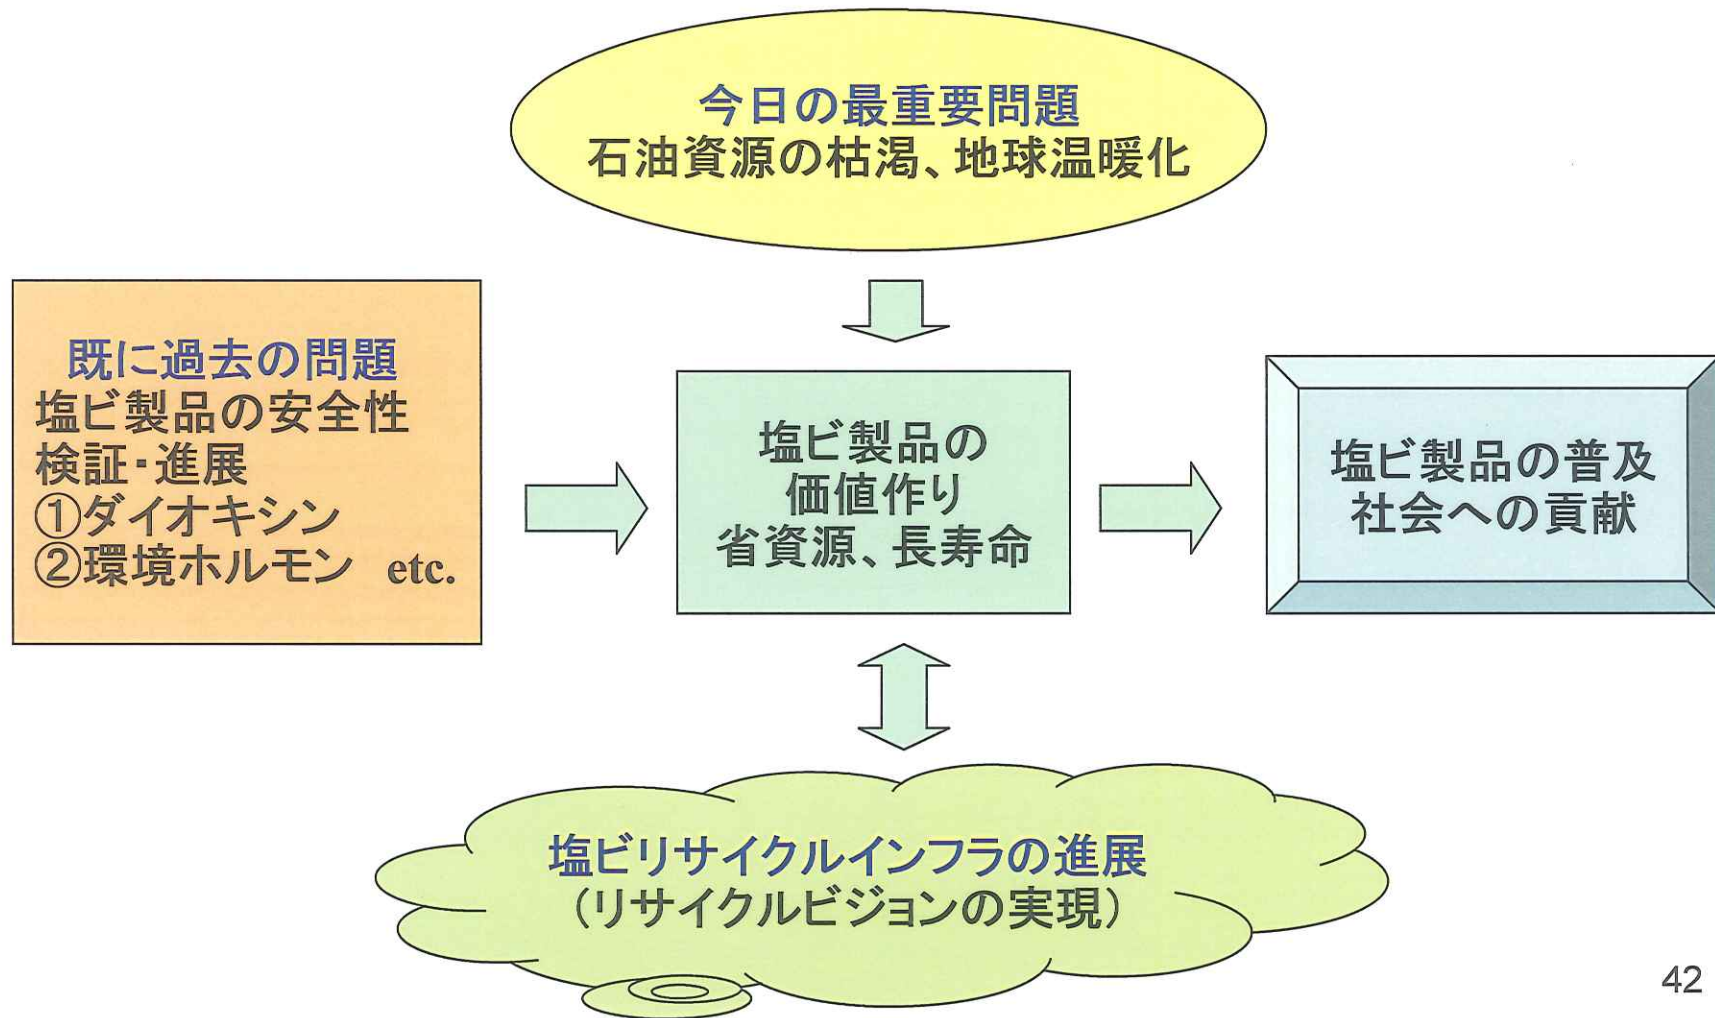 今日の最重要問題
石油資源の枯渇、地球温暖化
既に過去の問題
塩ビ製品の安全性
検証・進展
①ダイオキシン
②環境ホルモン etc.
塩ビ製品の
価値作り
省資源、長寿命
塩ビ製品の普及
社会への貢献
塩ビリサイクルインフラの進展
（リサイクルビジョンの実現）
42